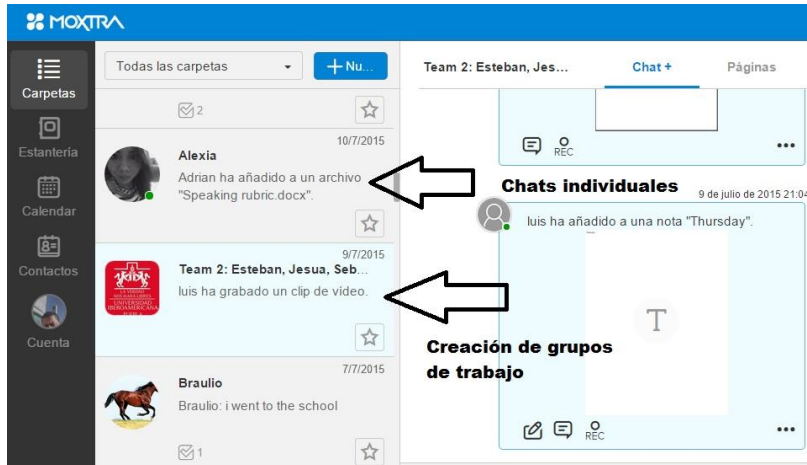 MOXTRA
Carpetas
Estantería
Calendar
Contactos
Cuenta
Todas las carpetas
Nu...
2
10/7/2015
Alexia
Adrian ha añadido a un archivo
"Speaking rubric.docx".
9/7/2015
Team 2: Esteban, Jesua, Seb...
luis ha grabado un clip de vídeo.
7/7/2015
Braulio
Braulio: i went to the school
1
Team 2: Esteban, Jes...
Chat +
Páginas
REC
Chats individuales
9 de julio de 2015 21:04
luis ha añadido a una nota "Thursday".
T
Creación de grupos
de trabajo
REC